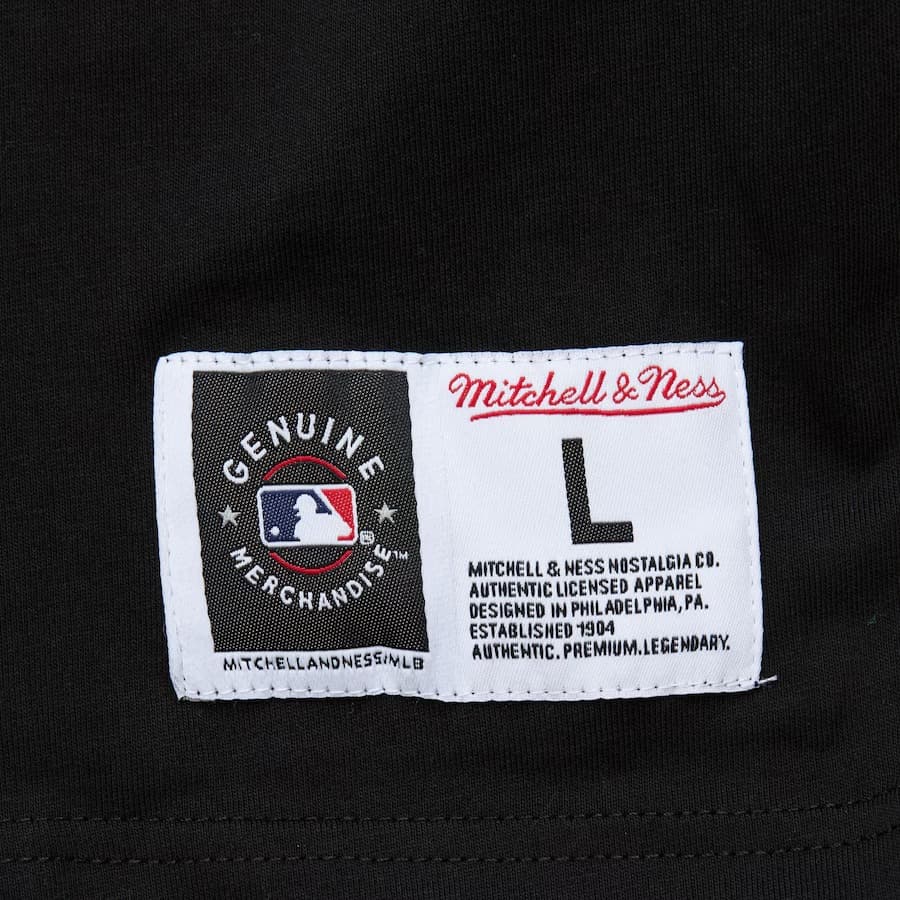 GENUINE
MERCHANDISE™
MITCHELLANDNESS/MLB
Mitchell & Ness
L
MITCHELL & NESS NOSTALGIA CO.
AUTHENTIC LICENSED APPAREL
DESIGNED IN PHILADELPHIA, PA.
ESTABLISHED 1904
AUTHENTIC. PREMIUM. LEGENDARY.